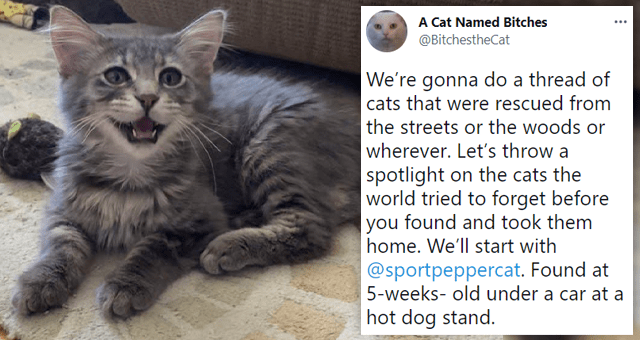 A Cat Named Bitches
@BitchestheCat
We're gonna do a thread of
cats that were rescued from
the streets or the woods or
wherever. Let's throw a
spotlight on the cats the
world tried to forget before
you found and took them
home. We'll start with
@sportpeppercat. Found at
5-weeks- old under a car at a
hot dog stand.